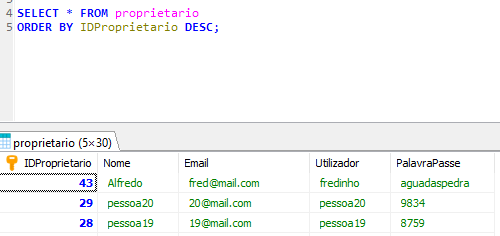 4 SELECT * FROM proprietario
5 ORDER BY IDProprietario DESC;
proprietario (5×30)
IDProprietario Nome Email Utilizador PalavraPasse
43 Alfredo fred@mail.com fredinho aguadaspedra
29 pessoa20 20@mail.com pessoa20 9834
28 pessoa19 19@mail.com pessoa19 8759